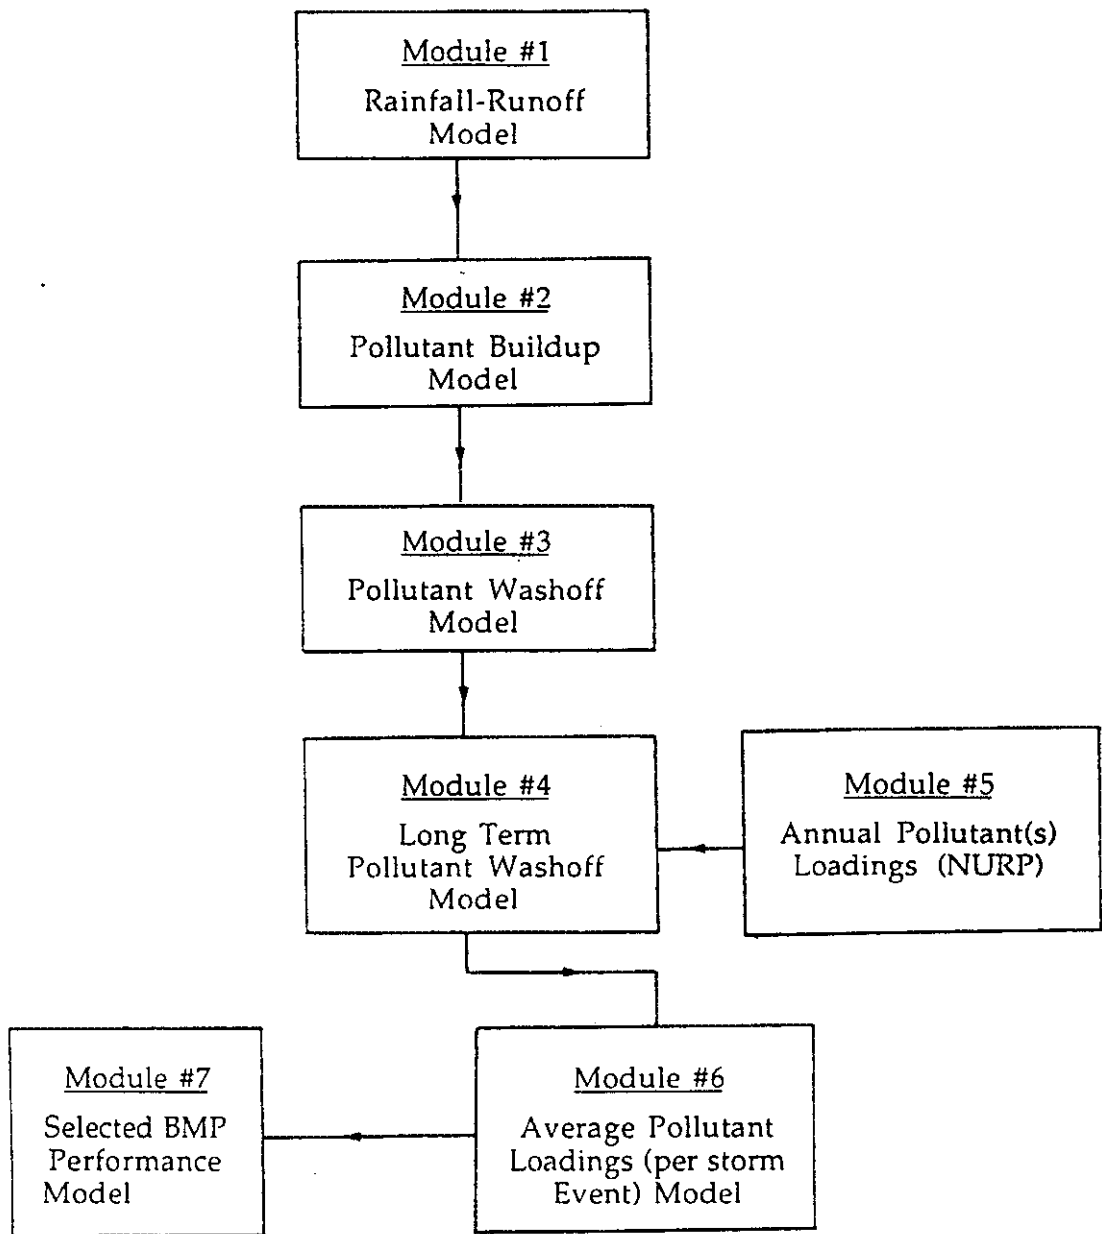 Module #1
Rainfall-Runoff
Model
Module #2
Pollutant Buildup
Model
Module #3
Pollutant Washoff
Model
Module #4
Long Term
Pollutant Washoff
Model
Module #5
Annual Pollutant(s)
Loadings (NURP)
Module #6
Average Pollutant
Loadings (per storm
Event) Model
Module #7
Selected BMP
Performance
Model